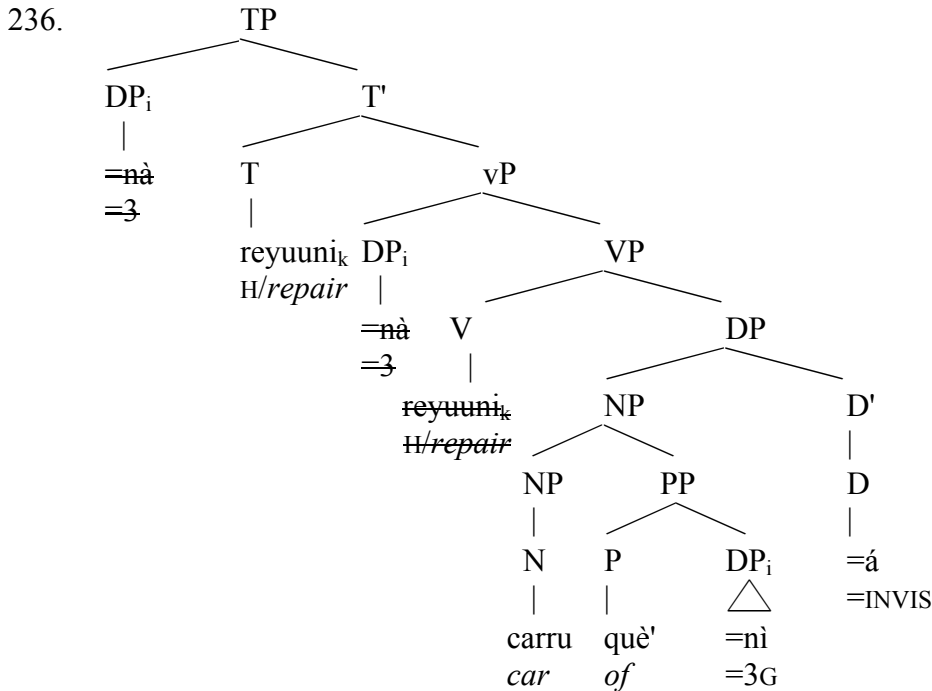 236. TP
DPi T'
=nà T vP
=3
reyuunik DPi VP
H/repair
=nà V DP
=3
reyuunik NP D'
H/repair
NP PP D
N P DPi =á
=INVIS
carru què' =nì
car of =3G